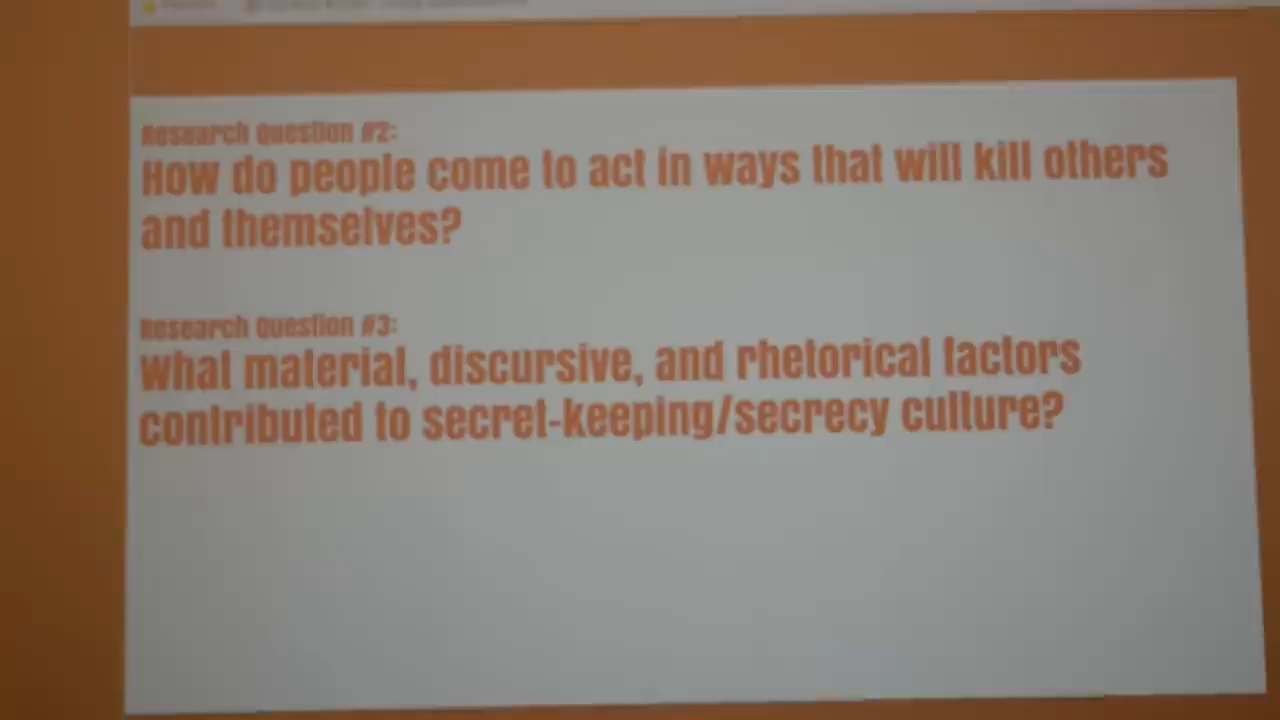 Research Question #2:
How do people come to act in ways that will kill others
and themselves?
Research Question #3:
What material, discursive, and rhetorical factors
contributed to secret-keeping/secrecy culture?